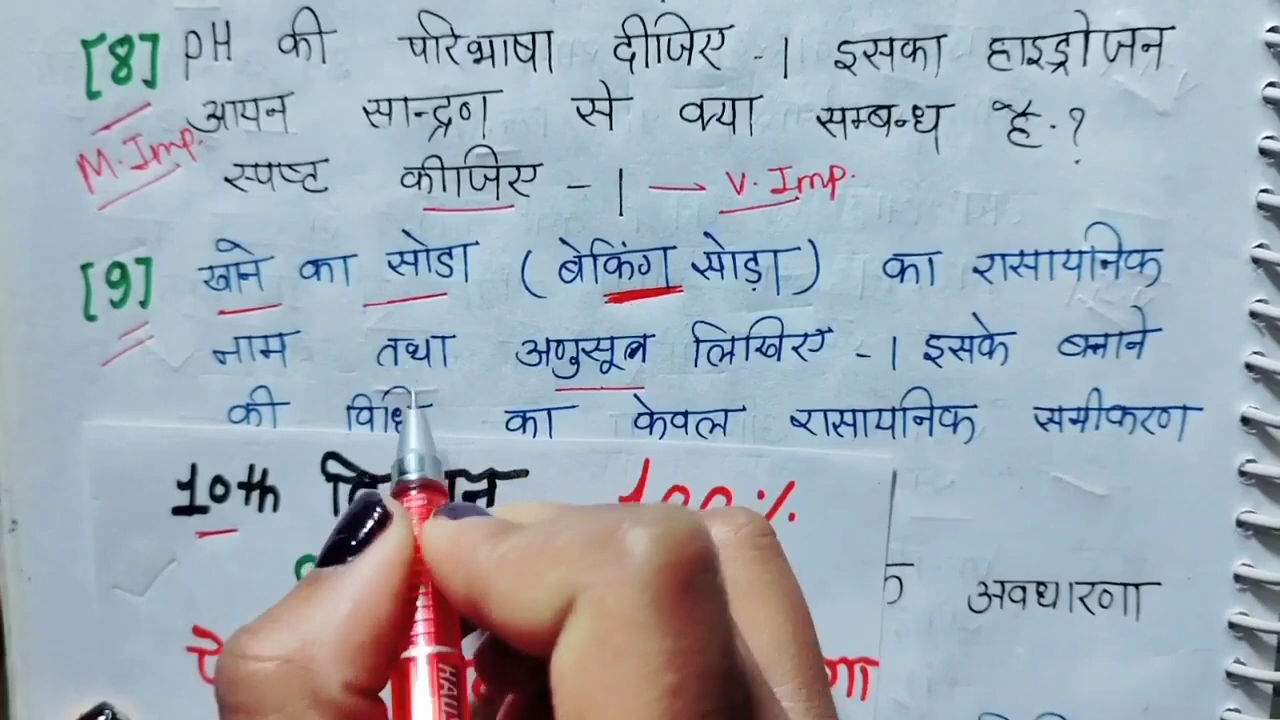 [8] pH की परिभाषा दीजिए - । इसका हाइड्रोजन
आयन सान्द्रण से क्या सम्बन्ध है - ?
M. Imp.
स्पष्ट कीजिए - । → V. Imp.
[9] खाने का सोडा ( बेकिंग सोड़ा ) का रासायनिक
नाम तथा अणुसूत्र लिखिए - । इसके बनाने
की विधि का केवल रासायनिक समीकरण
10th 100%
अवधारणा